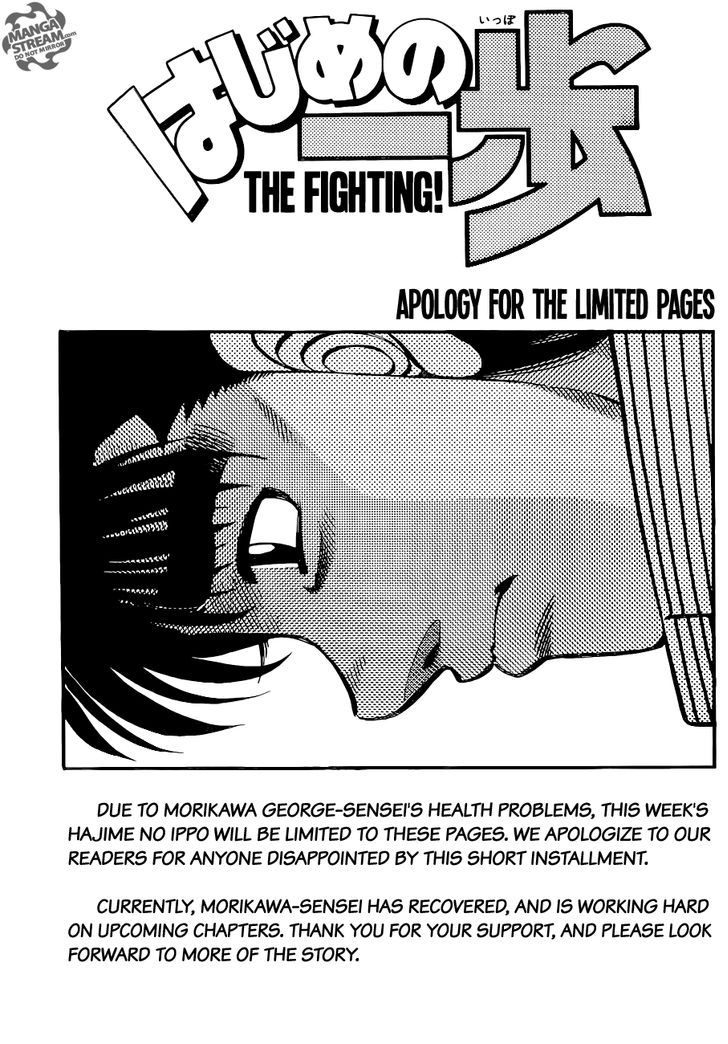 MANGA
STREAM.com
DO NOT MIRROR
いっぽ
はじめの一歩
THE FIGHTING!
APOLOGY FOR THE LIMITED PAGES
DUE TO MORIKAWA GEORGE-SENSEI'S HEALTH PROBLEMS, THIS WEEK'S
HAJIME NO IPPO WILL BE LIMITED TO THESE PAGES. WE APOLOGIZE TO OUR
READERS FOR ANYONE DISAPPOINTED BY THIS SHORT INSTALLMENT.
CURRENTLY, MORIKAWA-SENSEI HAS RECOVERED, AND IS WORKING HARD
ON UPCOMING CHAPTERS. THANK YOU FOR YOUR SUPPORT, AND PLEASE LOOK
FORWARD TO MORE OF THE STORY.